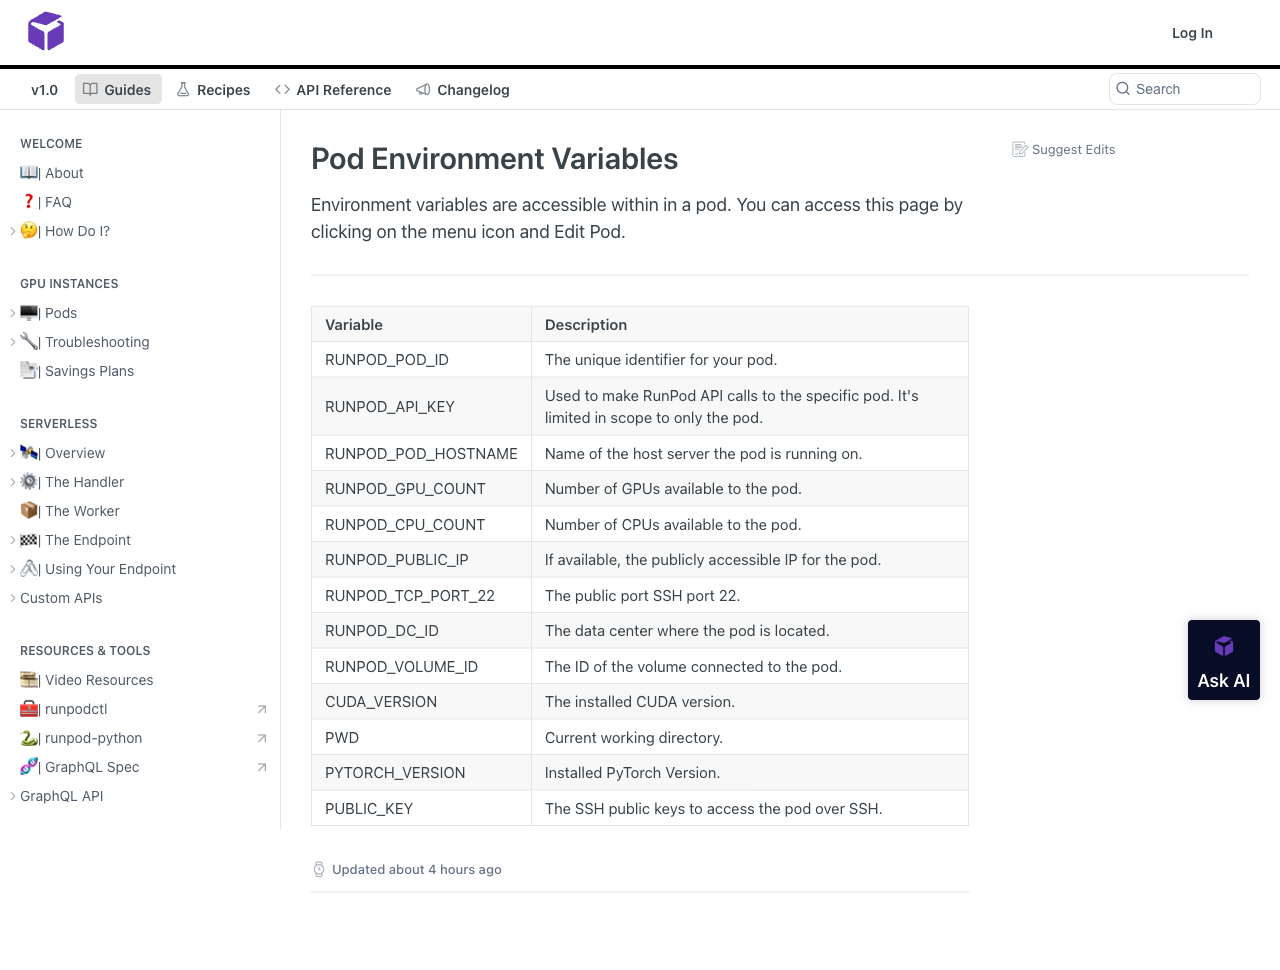 Log In
v1.0
Guides
Recipes
API Reference
Changelog
Search
WELCOME
| About
| FAQ
| How Do I?
GPU INSTANCES
| Pods
| Troubleshooting
| Savings Plans
SERVERLESS
| Overview
| The Handler
| The Worker
| The Endpoint
| Using Your Endpoint
Custom APIs
RESOURCES & TOOLS
| Video Resources
| runpodctl
| runpod-python
| GraphQL Spec
GraphQL API
Pod Environment Variables
Suggest Edits
Environment variables are accessible within in a pod. You can access this page by
clicking on the menu icon and Edit Pod.
Variable Description
RUNPOD_POD_ID The unique identifier for your pod.
RUNPOD_API_KEY Used to make RunPod API calls to the specific pod. It's
limited in scope to only the pod.
RUNPOD_POD_HOSTNAME Name of the host server the pod is running on.
RUNPOD_GPU_COUNT Number of GPUs available to the pod.
RUNPOD_CPU_COUNT Number of CPUs available to the pod.
RUNPOD_PUBLIC_IP If available, the publicly accessible IP for the pod.
RUNPOD_TCP_PORT_22 The public port SSH port 22.
RUNPOD_DC_ID The data center where the pod is located.
RUNPOD_VOLUME_ID The ID of the volume connected to the pod.
CUDA_VERSION The installed CUDA version.
PWD Current working directory.
PYTORCH_VERSION Installed PyTorch Version.
PUBLIC_KEY The SSH public keys to access the pod over SSH.
Updated about 4 hours ago
Ask AI